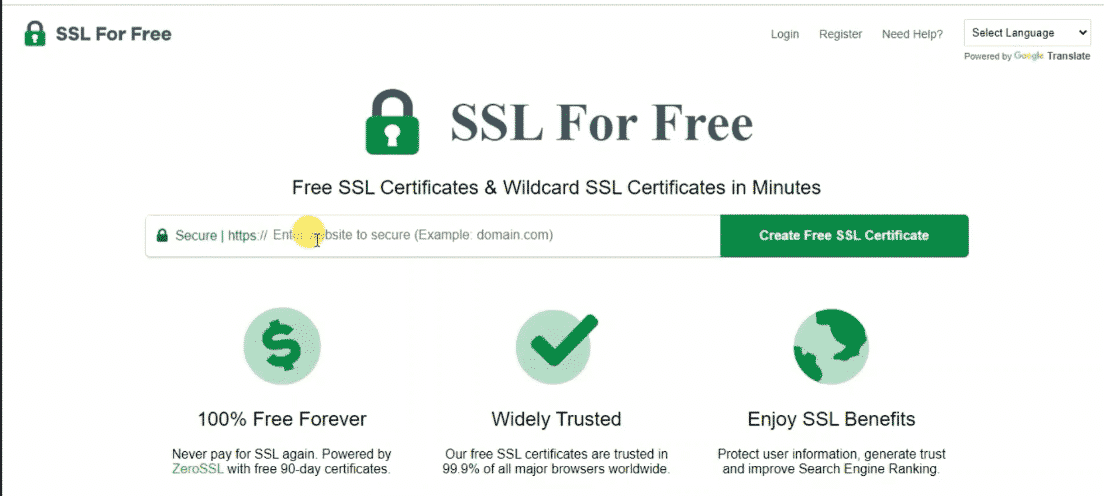 SSL For Free
Login
Register
Need Help?
Select Language
Powered by Google Translate
SSL For Free
Free SSL Certificates & Wildcard SSL Certificates in Minutes
Secure | https:// Enter website to secure (Example: domain.com)
Create Free SSL Certificate
100% Free Forever
Never pay for SSL again. Powered by
ZeroSSL with free 90-day certificates.
Widely Trusted
Our free SSL certificates are trusted in
99.9% of all major browsers worldwide.
Enjoy SSL Benefits
Protect user information, generate trust
and improve Search Engine Ranking.